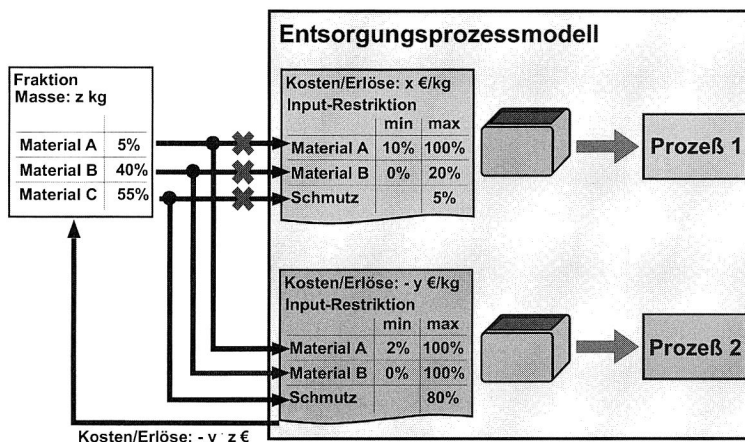 Entsorgungsprozessmodell
Fraktion
Masse: z kg
Material A 5%
Material B 40%
Material C 55%
Kosten/Erlöse: x €/kg
Input-Restriktion
min max
Material A 10% 100%
Material B 0% 20%
Schmutz 5%
Prozeß 1
Kosten/Erlöse: - y €/kg
Input-Restriktion
min max
Material A 2% 100%
Material B 0% 100%
Schmutz 80%
Prozeß 2
Kosten/Erlöse: - y · z €